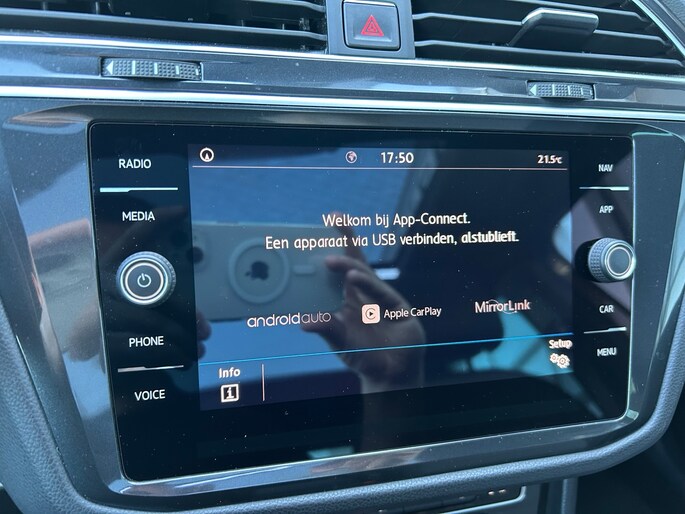 RADIO
MEDIA
PHONE
VOICE
17:50
21.5°C
Welkom bij App-Connect.
Een apparaat via USB verbinden, alstublieft.
androidauto
Apple CarPlay
MirrorLink
Info
i
Setup
NAV
APP
CAR
MENU